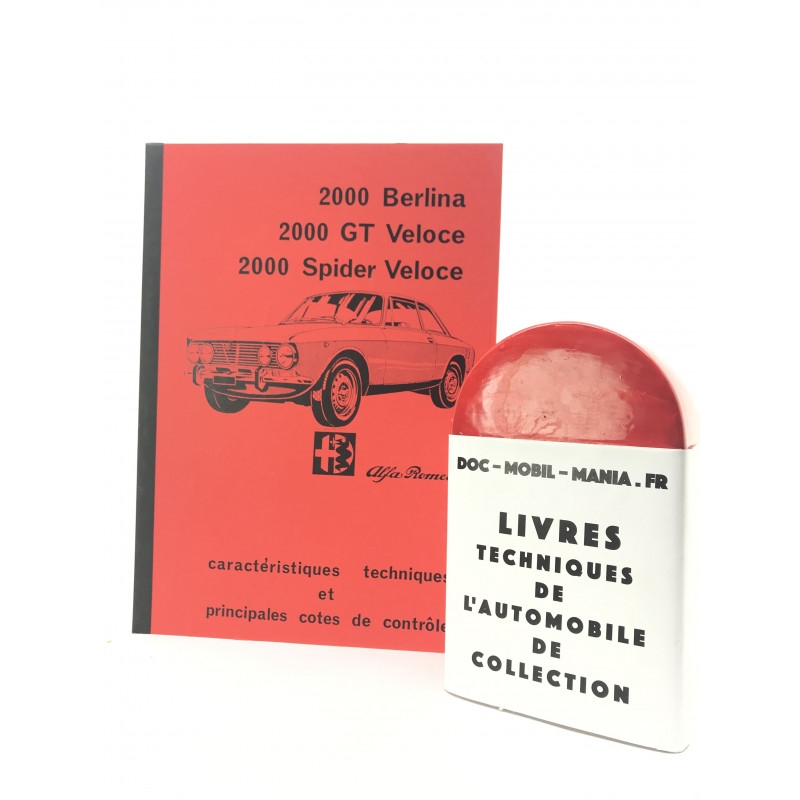 2000 Berlina
2000 GT Veloce
2000 Spider Veloce
Alfa Rome
caractéristiques techniques
et
principales cotes de contrôle
DOC-MOBIL-MANIA.FR
LIVRES
TECHNIQUES
DE
L'AUTOMOBILE
DE
COLLECTION